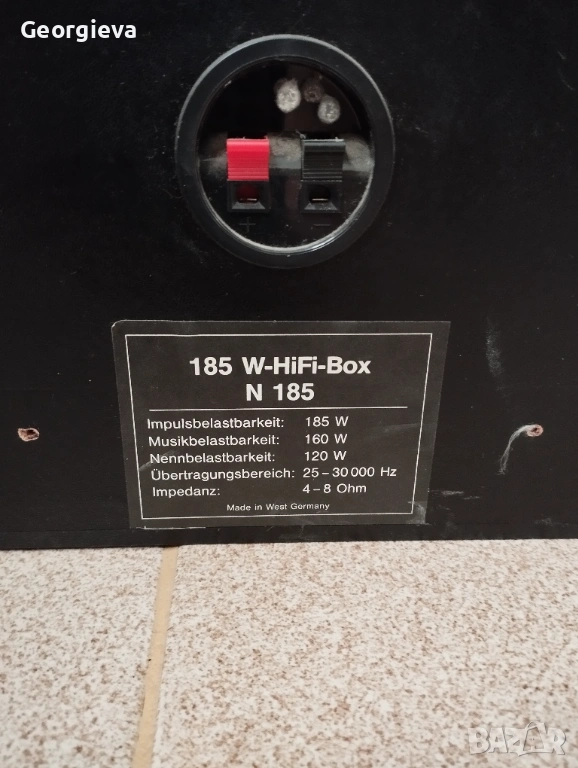 Georgieva
+ −
185 W-HiFi-Box
N 185
Impulsbelastbarkeit: 185 W
Musikbelastbarkeit: 160 W
Nennbelastbarkeit: 120 W
Übertragungsbereich: 25 – 30 000 Hz
Impedanz: 4 – 8 Ohm
Made in West Germany
BAZAR